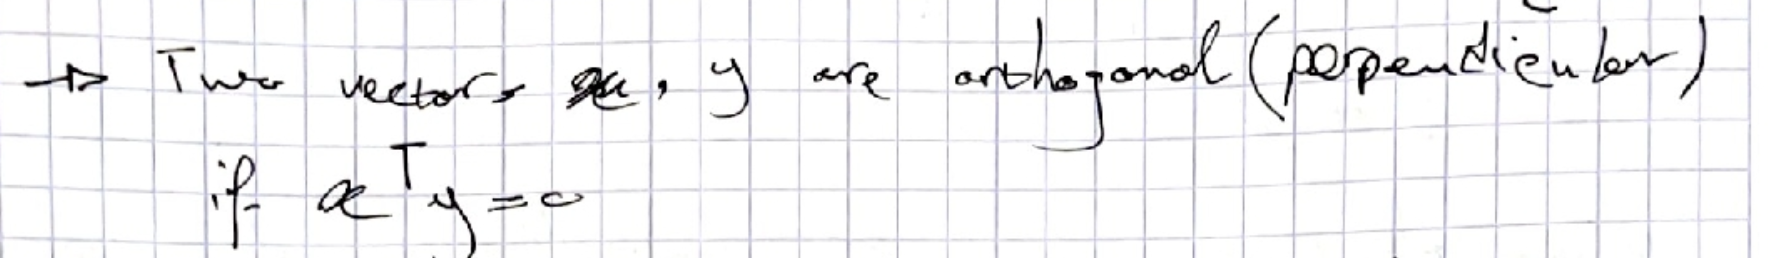 → Two vectors x, y are orthogonal (perpendicular)
if xᵀy=0